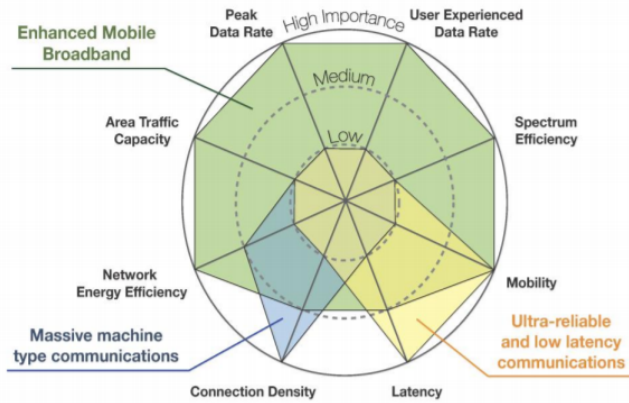 Peak
Data Rate
High Importance
User Experienced
Data Rate
Enhanced Mobile
Broadband
Medium
Area Traffic
Capacity
Low
Spectrum
Efficiency
Network
Energy Efficiency
Mobility
Massive machine
type communications
Ultra-reliable
and low latency
communications
Connection Density
Latency